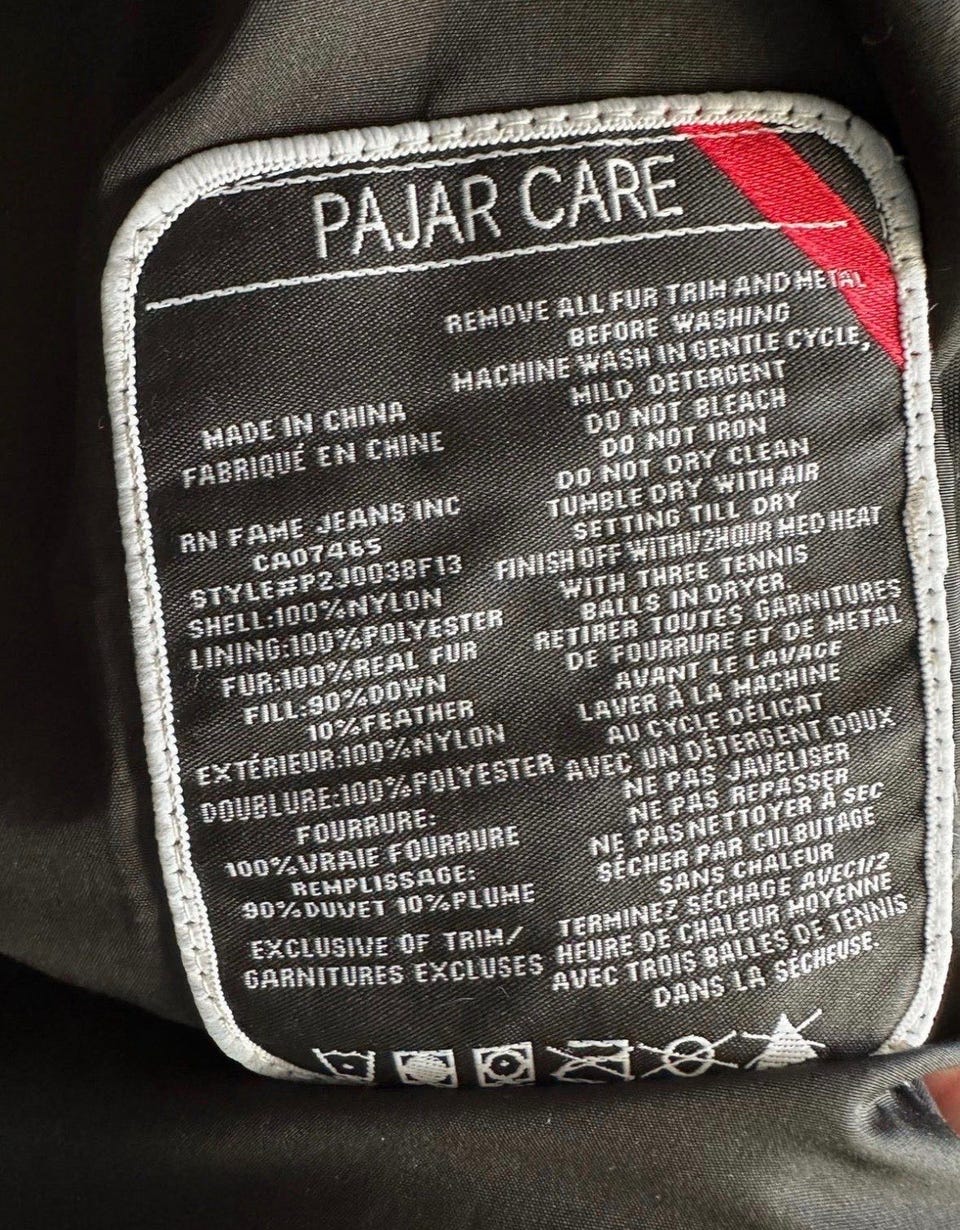 PAJAR CARE
MADE IN CHINA
FABRIQUÉ EN CHINE
RN FAME JEANS INC
CA07465
STYLE#P2J0038F13
SHELL:100%NYLON
LINING:100%POLYESTER
FUR:100%REAL FUR
FILL:90%DOWN
10%FEATHER
EXTÉRIEUR:100%NYLON
DOUBLURE:100%POLYESTER
FOURRURE:
100%VRAIE FOURRURE
REMPLISSAGE:
90%DUVET 10%PLUME
EXCLUSIVE OF TRIM/
GARNITURES EXCLUSES
REMOVE ALL FUR TRIM AND METAL
BEFORE WASHING
MACHINE WASH IN GENTLE CYCLE,
MILD DETERGENT
DO NOT BLEACH
DO NOT IRON
DO NOT DRY CLEAN
TUMBLE DRY WITH AIR
SETTING TILL DRY
FINISH OFF WITH1/2HOUR MED HEAT
WITH THREE TENNIS
BALLS IN DRYER.
RETIRER TOUTES GARNITURES
DE FOURRURE ET DE METAL
AVANT LE LAVAGE
LAVER À LA MACHINE
AU CYCLE DÉLICAT
AVEC UN DÉTERGENT DOUX
NE PAS JAVELISER
NE PAS REPASSER
NE PAS NETTOYER À SEC
SÉCHER PAR CULBUTAGE
SANS CHALEUR
TERMINEZ SÉCHAGE AVEC1/2
HEURE DE CHALEUR MOYENNE
AVEC TROIS BALLES DE TENNIS
DANS LA SÉCHEUSE.